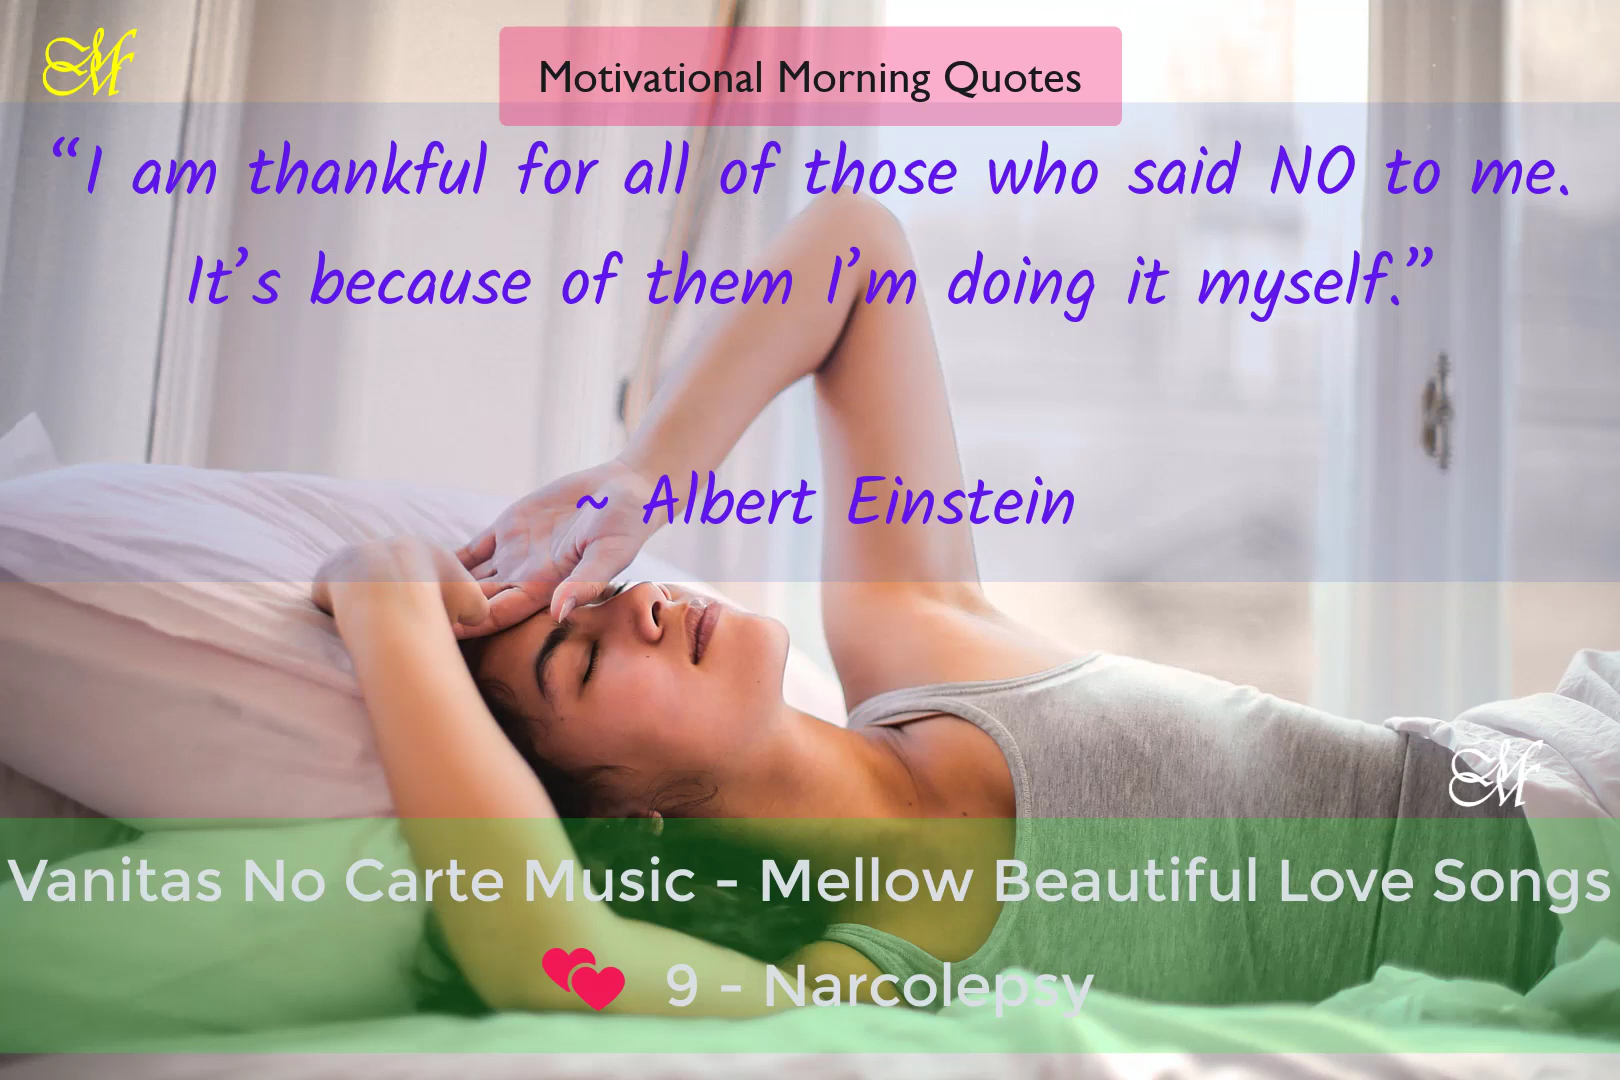 Motivational Morning Quotes
“I am thankful for all of those who said NO to me.
It’s because of them I’m doing it myself.”
~ Albert Einstein
Vanitas No Carte Music - Mellow Beautiful Love Songs
9 - Narcolepsy